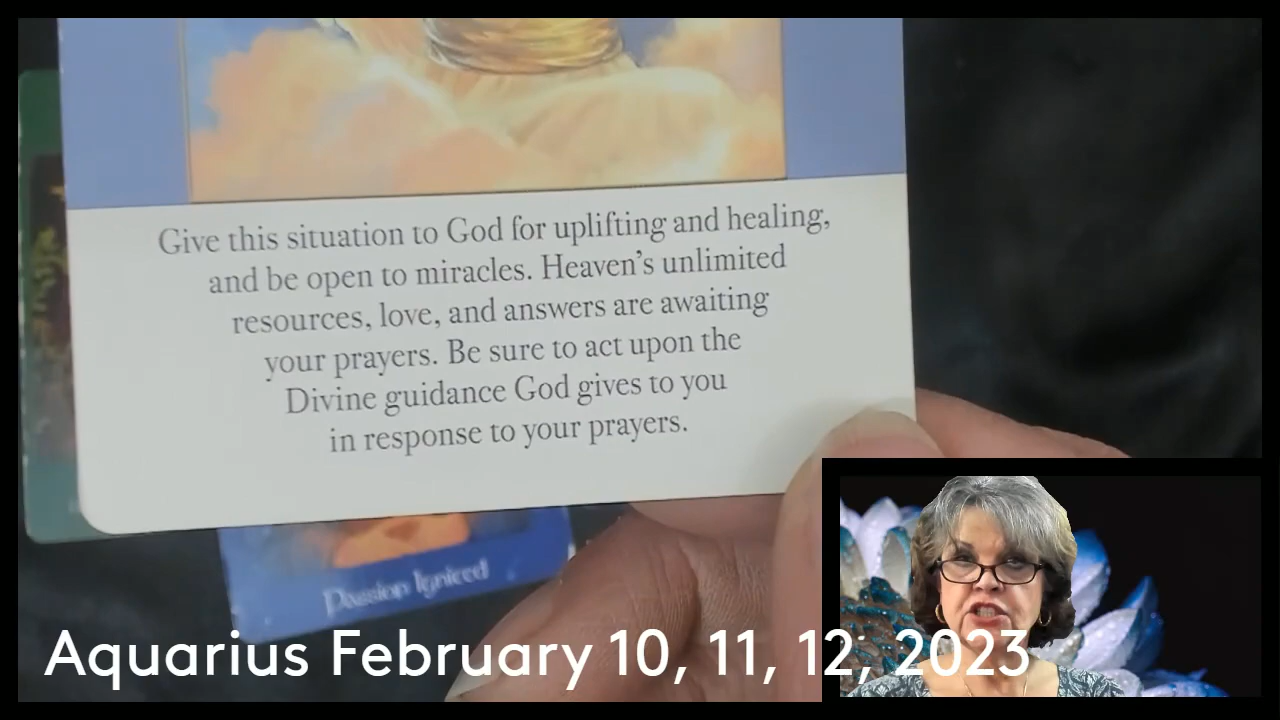 Give this situation to God for uplifting and healing,
and be open to miracles. Heaven's unlimited
resources, love, and answers are awaiting
your prayers. Be sure to act upon the
Divine guidance God gives to you
in response to your prayers.
Passion Ignited
Aquarius February 10, 11, 12, 2023